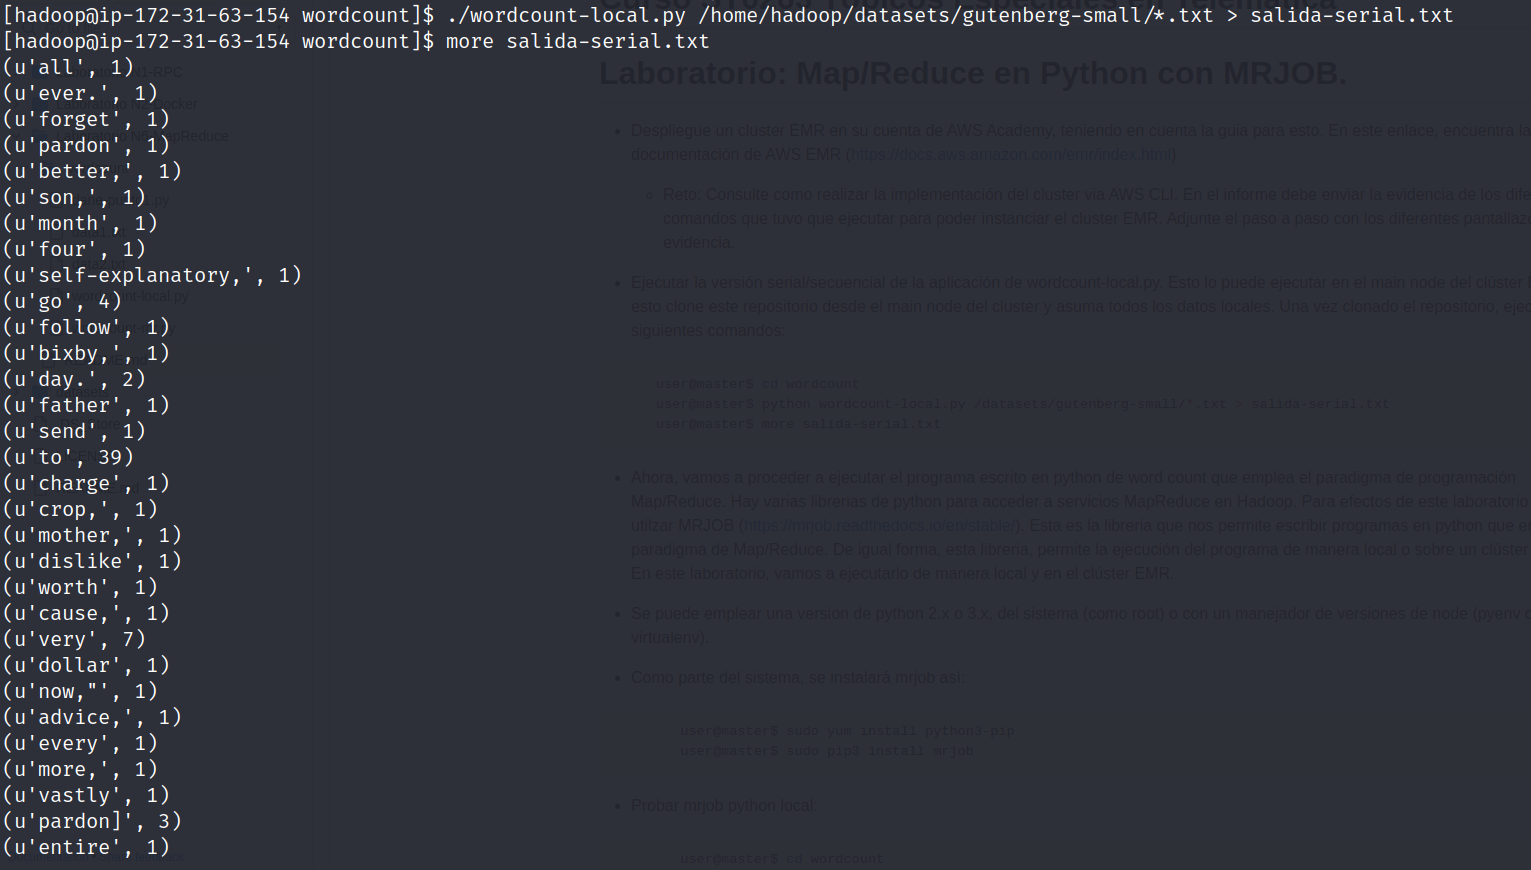 [hadoop@ip-172-31-63-154 wordcount]$ ./wordcount-local.py /home/hadoop/datasets/gutenberg-small/*.txt > salida-serial.txt
[hadoop@ip-172-31-63-154 wordcount]$ more salida-serial.txt
(u'all', 1)
(u'ever.', 1)
(u'forget', 1)
(u'pardon', 1)
(u'better,', 1)
(u'son,', 1)
(u'month', 1)
(u'four', 1)
(u'self-explanatory,', 1)
(u'go', 4)
(u'follow', 1)
(u'bixby,', 1)
(u'day.', 2)
(u'father', 1)
(u'send', 1)
(u'to', 39)
(u'charge', 1)
(u'crop,', 1)
(u'mother,', 1)
(u'dislike', 1)
(u'worth', 1)
(u'cause,', 1)
(u'very', 7)
(u'dollar', 1)
(u'now,"', 1)
(u'advice,', 1)
(u'every', 1)
(u'more,', 1)
(u'vastly', 1)
(u'pardon]', 3)
(u'entire', 1)
Laboratorio: Map/Reduce en Python con MRJOB.
Despliegue un cluster EMR en su cuenta de AWS Academy, teniendo en cuenta la guia para esto. En este enlace, encuentra la
documentación de AWS EMR (https://docs.aws.amazon.com/emr/index.html)
Reto: Consulte como realizar la implementación del cluster via AWS CLI. En el informe debe enviar la evidencia de los
comandos que tuvo que ejecutar para poder instanciar el cluster EMR. Adjunte el paso a paso con los diferentes
evidencia.
Ejecutar la versión serial/secuencial de la aplicación de wordcount-local.py. Esto lo puede ejecutar en el main node del clúster
esto clone este repositorio desde el main node del cluster y asuma todos los datos locales. Una vez clonado el repositorio,
siguientes comandos:
user@master$ cd wordcount
user@master$ python wordcount-local.py /datasets/gutenberg-small/*.txt > salida-serial.txt
user@master$ more salida-serial.txt
Ahora, vamos a proceder a ejecutar el programa escrito en python de word count que emplea el paradigma de programación
Map/Reduce. Hay varias librerias de python para acceder a servicios MapReduce en Hadoop. Para efectos de este laboratorio
utilzar MRJOB (https://mrjob.readthedocs.io/en/stable/). Esta es la libreria que nos permite escribir programas en python que
paradigma de Map/Reduce. De igual forma, esta libreria, permite la ejecución del programa de manera local o sobre un clúster
En este laboratorio, vamos a ejecutarlo de manera local y en el cluster EMR.
Se puede emplear una version de python 2.x o 3.x, del sistema (como root) o con un manejador de versiones de node (pyenv
virtualenv).
Como parte del sistema, se instalará mrjob asi:
user@master$ sudo yum install python3-pip
user@master$ sudo pip3 install mrjob
Probar mrjob python local:
user@master$ cd wordcount